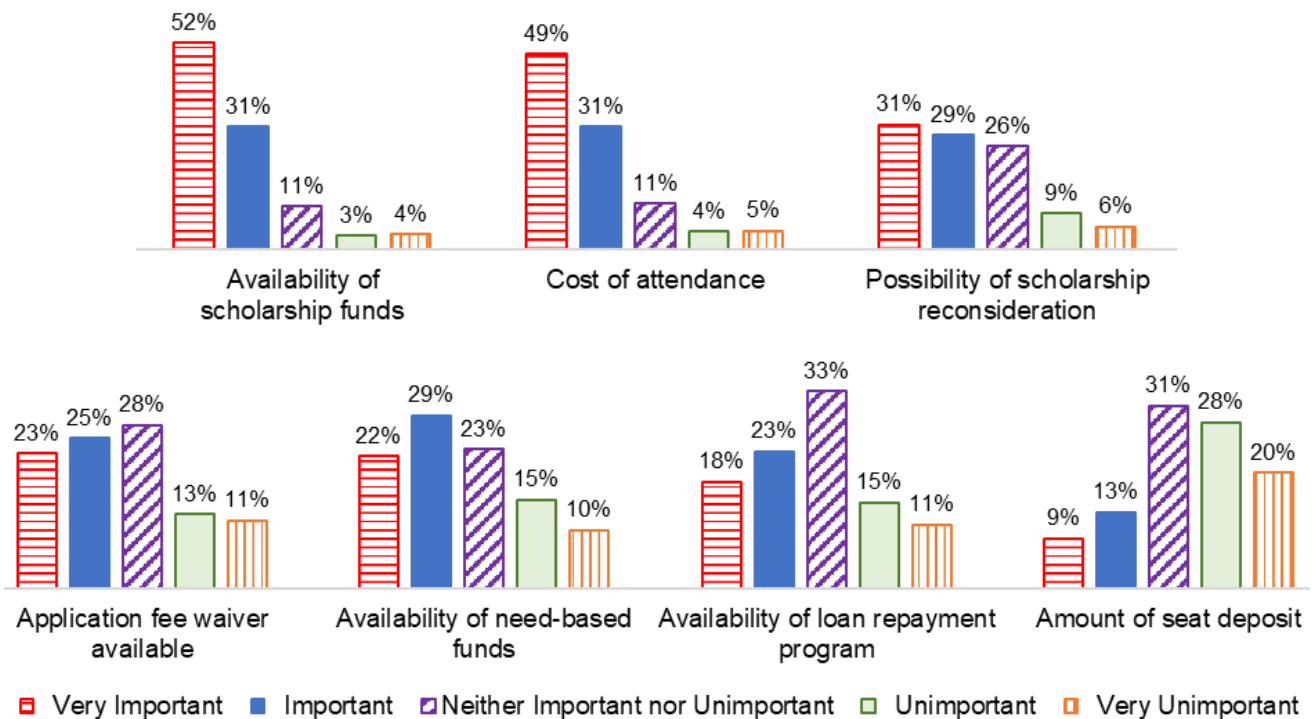 52%
31%
11%
3%
4%
Availability of
scholarship funds
49%
31%
11%
4%
5%
Cost of attendance
31%
29%
26%
9%
6%
Possibility of scholarship
reconsideration
23%
25%
28%
13%
11%
Application fee waiver
available
22%
29%
23%
15%
10%
Availability of need-based
funds
18%
23%
33%
15%
11%
Availability of loan repayment
program
9%
13%
31%
28%
20%
Amount of seat deposit
Very Important
Important
Neither Important nor Unimportant
Unimportant
Very Unimportant